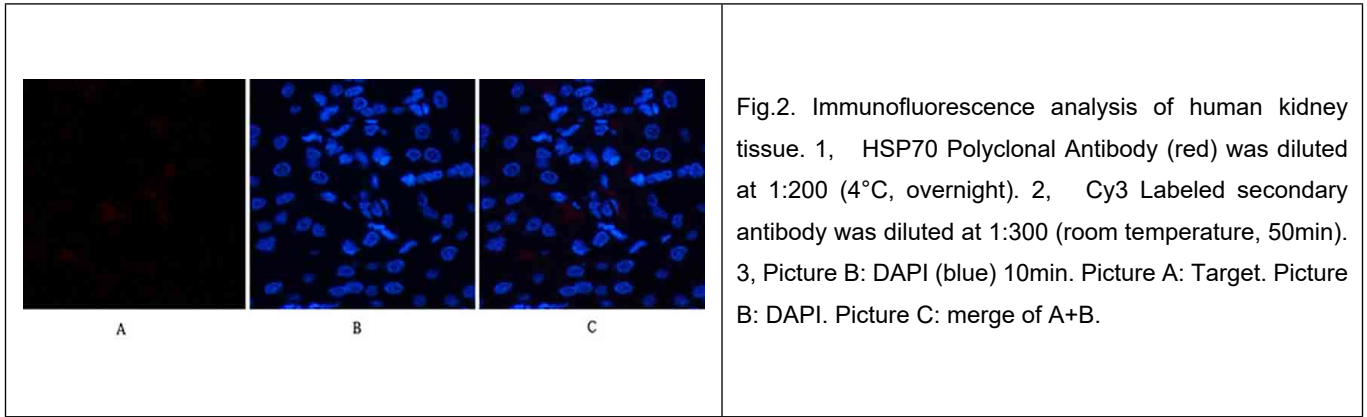 A
B
C
Fig.2. Immunofluorescence analysis of human kidney
tissue. 1, HSP70 Polyclonal Antibody (red) was diluted
at 1:200 (4°C, overnight). 2, Cy3 Labeled secondary
antibody was diluted at 1:300 (room temperature, 50min).
3, Picture B: DAPI (blue) 10min. Picture A: Target. Picture
B: DAPI. Picture C: merge of A+B.